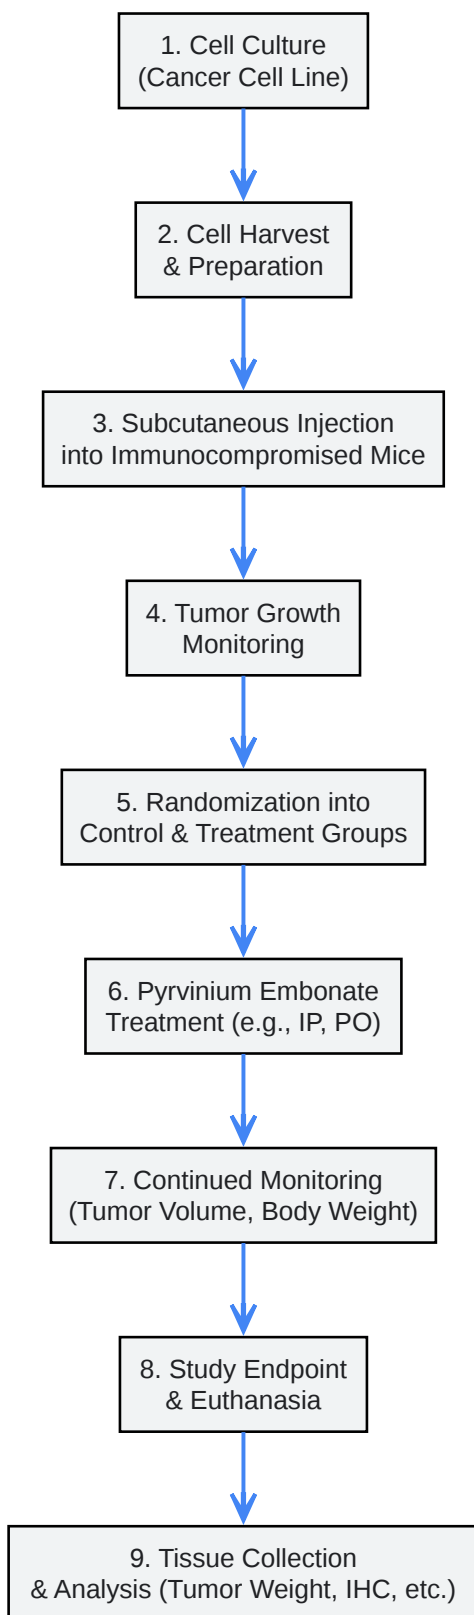 1. Cell Culture
(Cancer Cell Line)
2. Cell Harvest
& Preparation
3. Subcutaneous Injection
into Immunocompromised Mice
4. Tumor Growth
Monitoring
5. Randomization into
Control & Treatment Groups
6. Pyrvinium Embonate
Treatment (e.g., IP, PO)
7. Continued Monitoring
(Tumor Volume, Body Weight)
8. Study Endpoint
& Euthanasia
9. Tissue Collection
& Analysis (Tumor Weight, IHC, etc.)